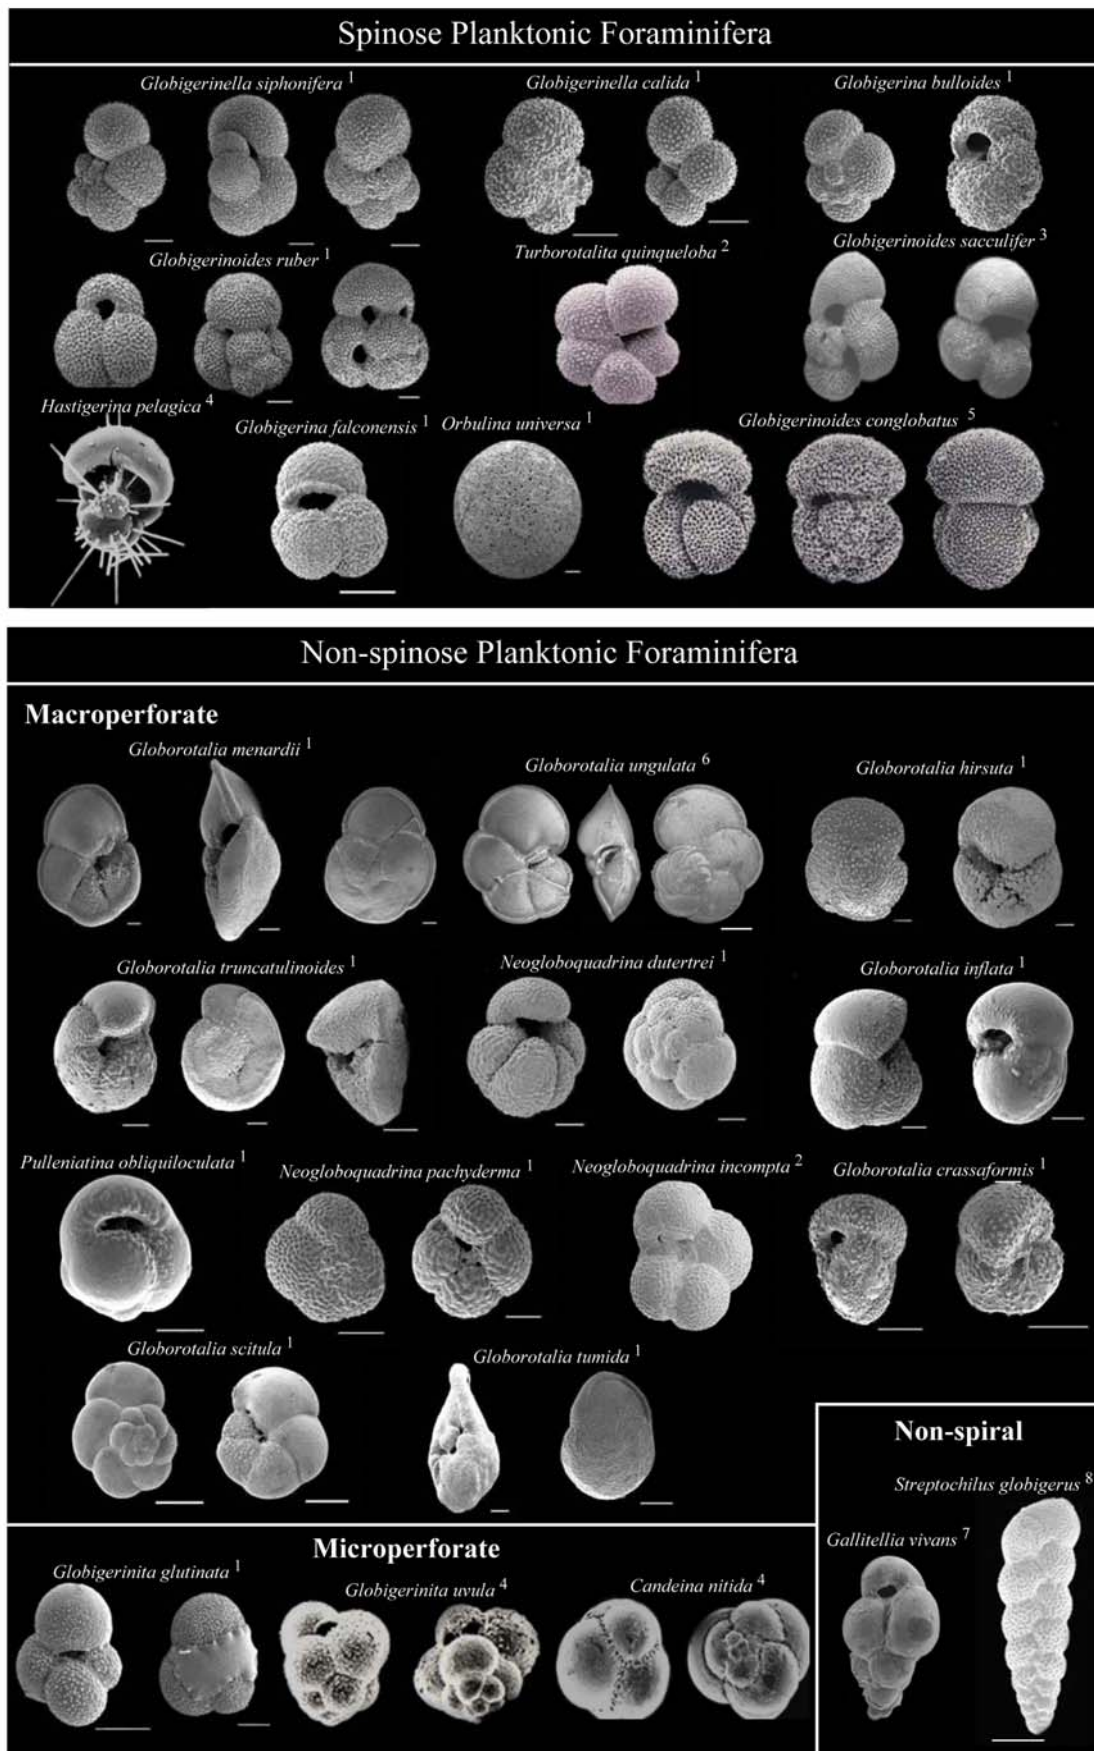 Spinose Planktonic Foraminifera
Globigerinella siphonifera 1
Globigerinella calida 1
Globigerina bulloides 1
Globigerinoides ruber 1
Turborotalita quinqueloba 2
Globigerinoides sacculifer 3
Hastigerina pelagica 4
Globigerina falconensis 1
Orbulina universa 1
Globigerinoides conglobatus 5
Non-spinose Planktonic Foraminifera
Macroperforate
Globorotalia menardii 1
Globorotalia ungulata 6
Globorotalia hirsuta 1
Globorotalia truncatulinoides 1
Neogloboquadrina dutertrei 1
Globorotalia inflata 1
Pulleniatina obliquiloculata 1
Neogloboquadrina pachyderma 1
Neogloboquadrina incompta 2
Globorotalia crassaformis 1
Globorotalia scitula 1
Globorotalia tumida 1
Non-spiral
Streptochilus globigerus 8
Gallitellia vivans 7
Microperforate
Globigerinita glutinata 1
Globigerinita uvula 4
Candeina nitida 4